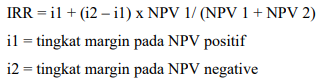 IRR = i1 + (i2 – i1) x NPV 1/ (NPV 1 + NPV 2)
i1 = tingkat margin pada NPV positif
i2 = tingkat margin pada NPV negative